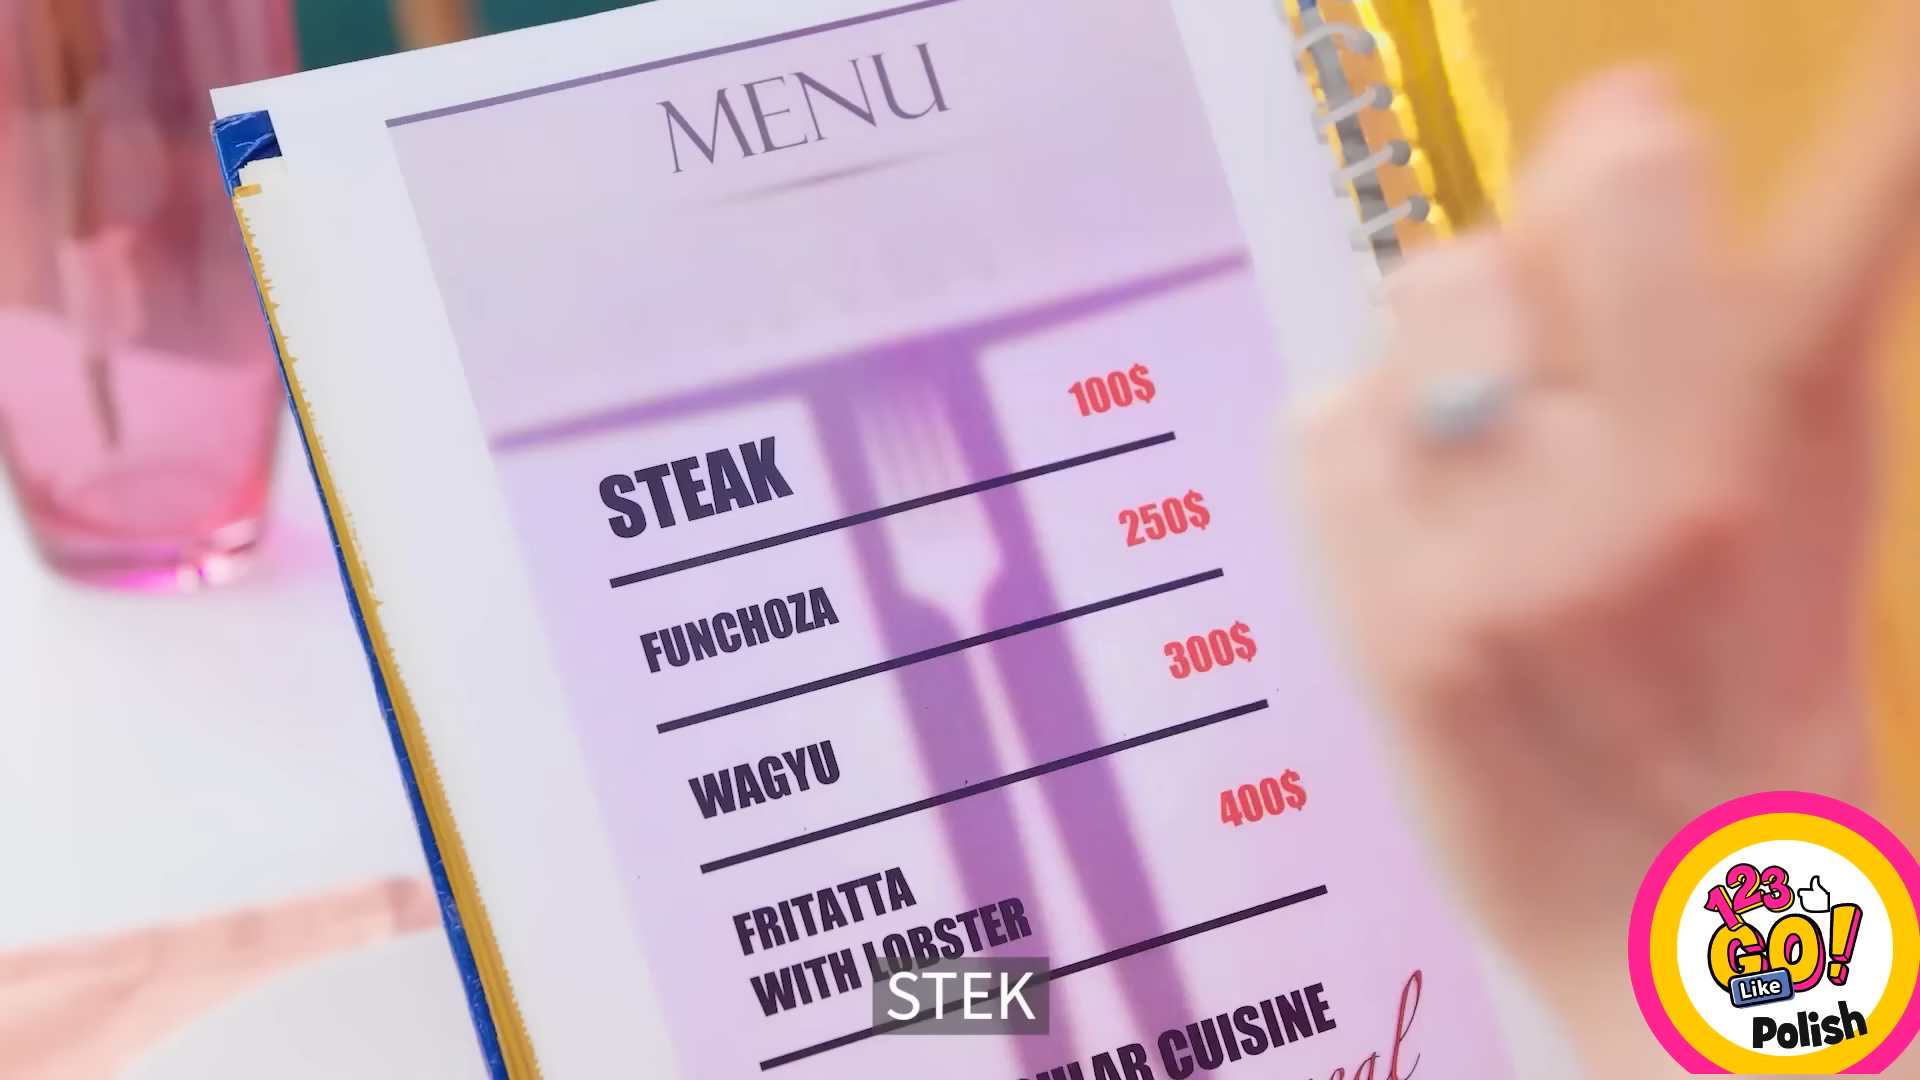 MENU
100$
STEAK
250$
FUNCHOZA
300$
WAGYU
400$
FRITATTA
WITH LOBSTER
STEK
CUISINE
123
GO!
Like
Polish